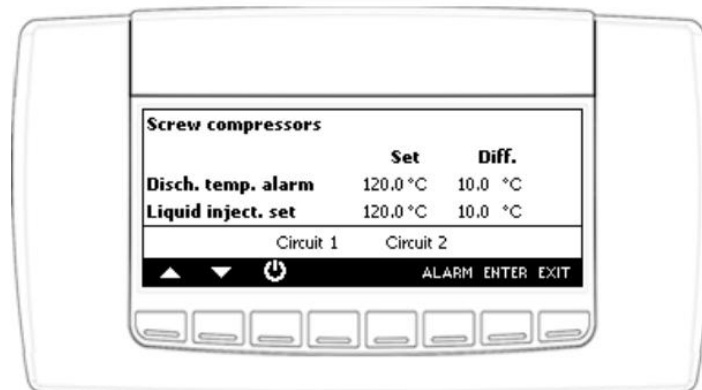 Screw compressors
Set Diff.
Disch. temp. alarm 120.0 °C 10.0 °C
Liquid inject. set 120.0 °C 10.0 °C
Circuit 1 Circuit 2
ALARM ENTER EXIT